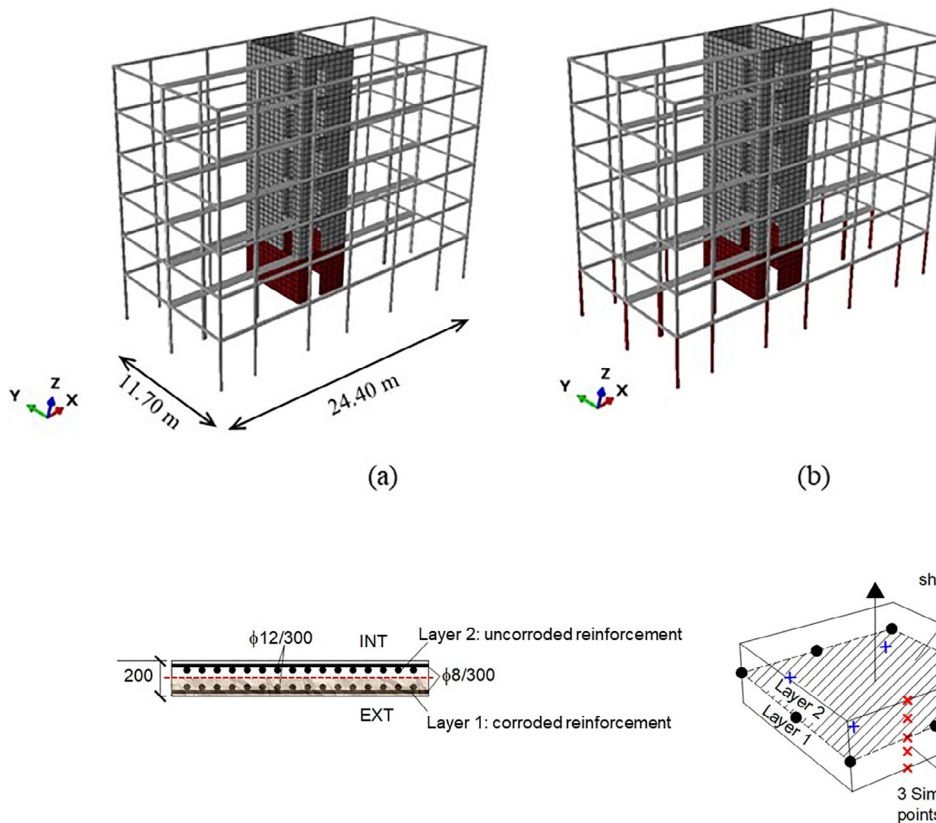 Y
Z
X
11.70 m
24.40 m
Y
Z
X
(a)
(b)
sh
ϕ12/300
INT
Layer 2: uncorroded reinforcement
200
ϕ8/300
EXT
Layer 1: corroded reinforcement
Layer 2
Layer 1
3 Sim
points